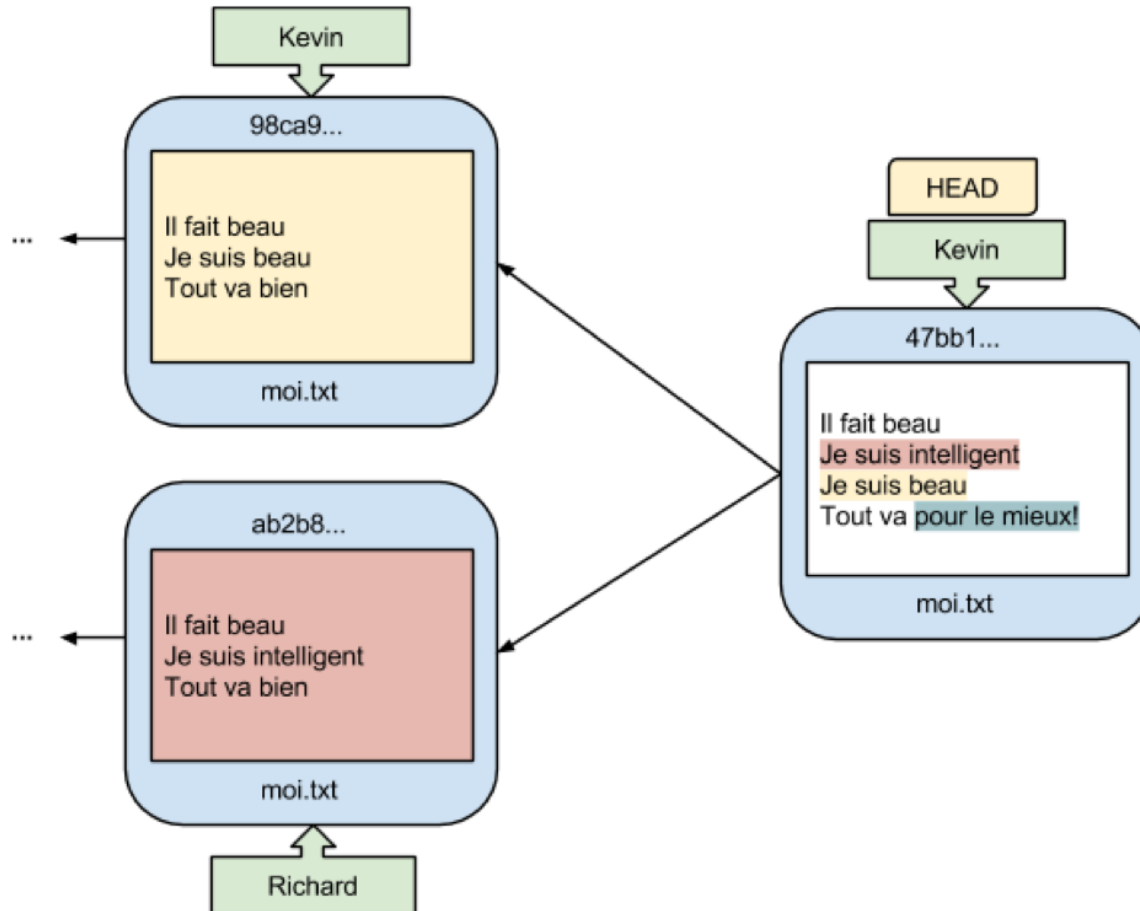 Kevin
98ca9...
Il fait beau
Je suis beau
Tout va bien
moi.txt
...
HEAD
Kevin
47bb1...
Il fait beau
Je suis intelligent
Je suis beau
Tout va pour le mieux!
moi.txt
ab2b8...
Il fait beau
Je suis intelligent
Tout va bien
moi.txt
...
Richard